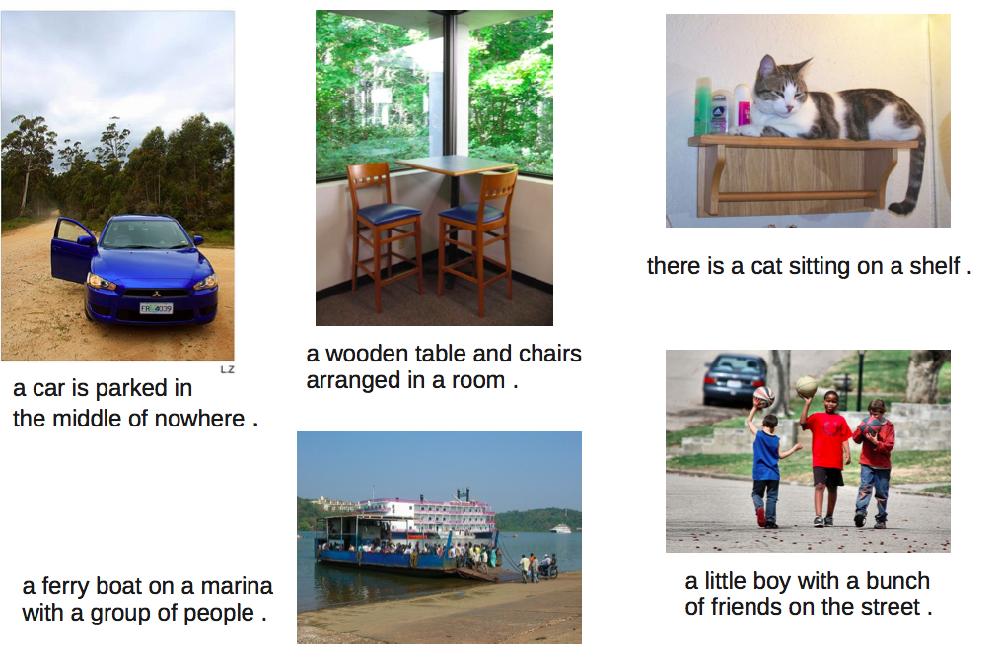 L.Z
FR 4039
a car is parked in
the middle of nowhere .
a wooden table and chairs
arranged in a room .
there is a cat sitting on a shelf .
a ferry boat on a marina
with a group of people .
a little boy with a bunch
of friends on the street .